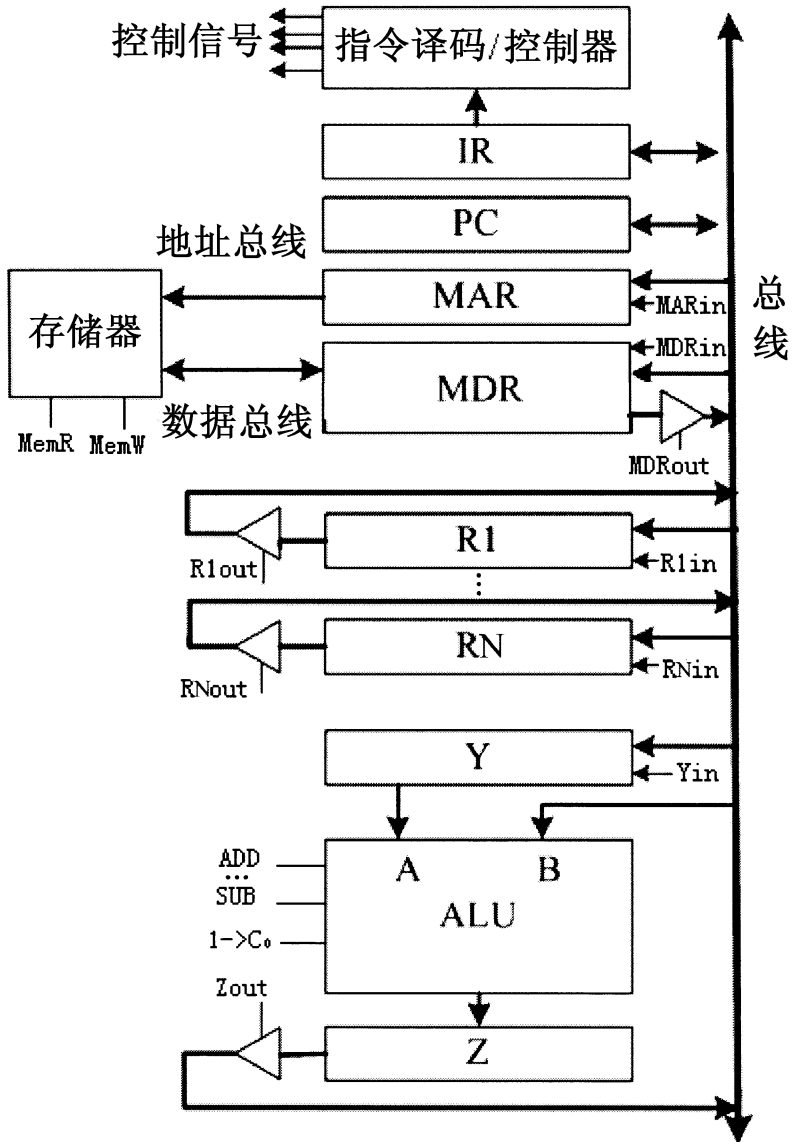 控制信号
指令译码/控制器
IR
PC
地址总线
MAR
MARin
总线
存储器
MDRin
MDR
数据总线
MemR MemW
MDRout
R1
R1out
R1in
⋮
RN
RNout
RNin
Y
Yin
ADD
...
SUB
1->C₀
A B
ALU
Zout
Z